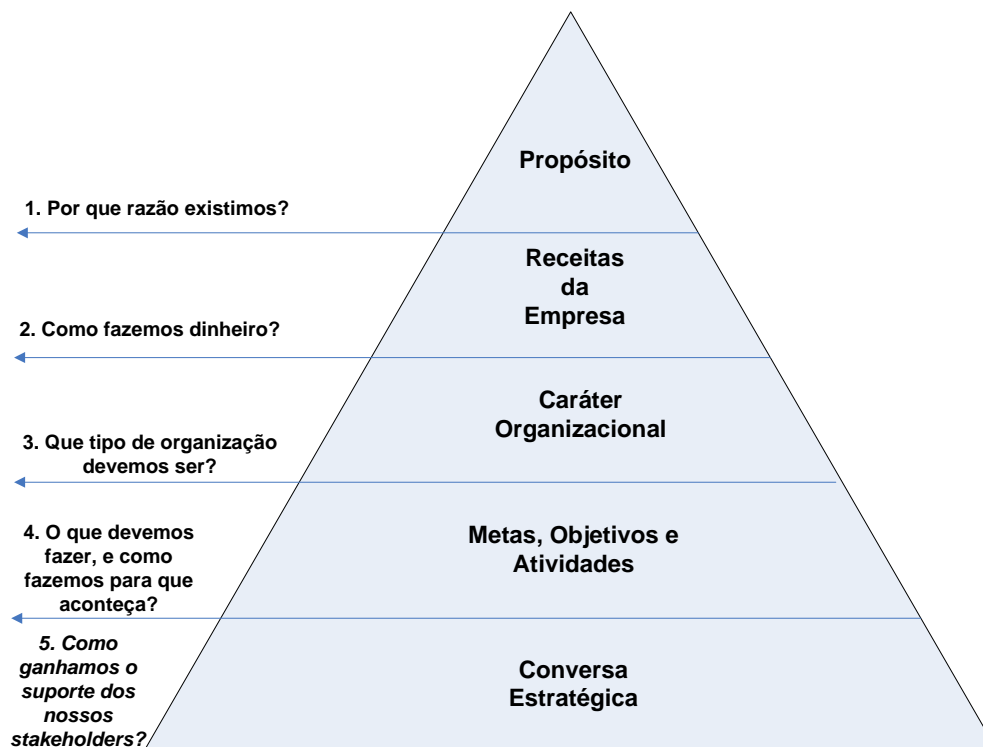 Propósito
1. Por que razão existimos?
Receitas
da
Empresa
2. Como fazemos dinheiro?
Caráter
Organizacional
3. Que tipo de organização
devemos ser?
Metas, Objetivos e
Atividades
4. O que devemos
fazer, e como
fazemos para que
aconteça?
Conversa
Estratégica
5. Como
ganhamos o
suporte dos
nossos
stakeholders?